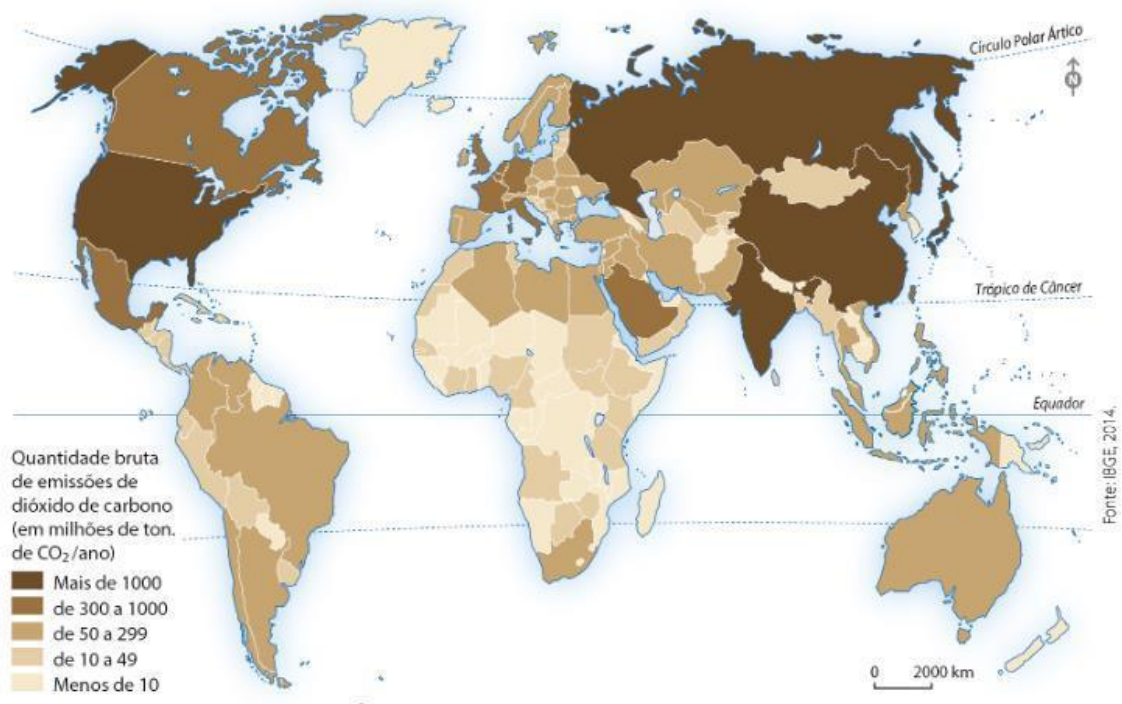 Círculo Polar Ártico
N
Trópico de Câncer
Equador
Quantidade bruta
de emissões de
dióxido de carbono
(em milhões de ton.
de CO₂/ano)
Mais de 1000
de 300 a 1000
de 50 a 299
de 10 a 49
Menos de 10
0 2000 km
Fonte: IBGE, 2014.